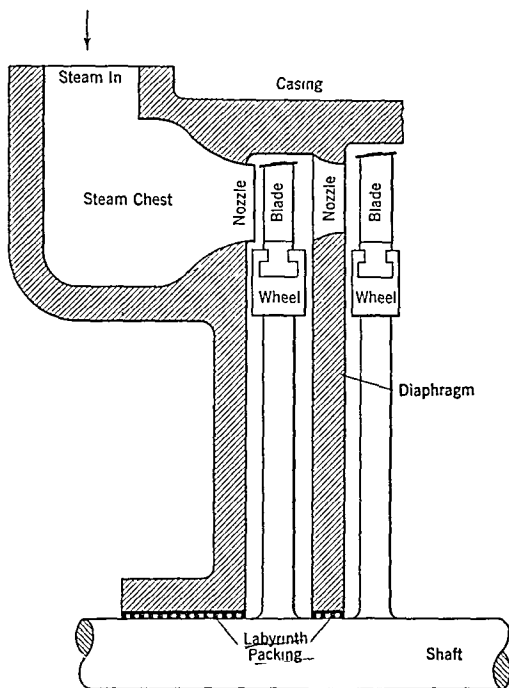 Steam In
Casing
Steam Chest
Nozzle
Blade
Nozzle
Blade
Wheel
Wheel
Diaphragm
Labyrinth
Packing
Shaft